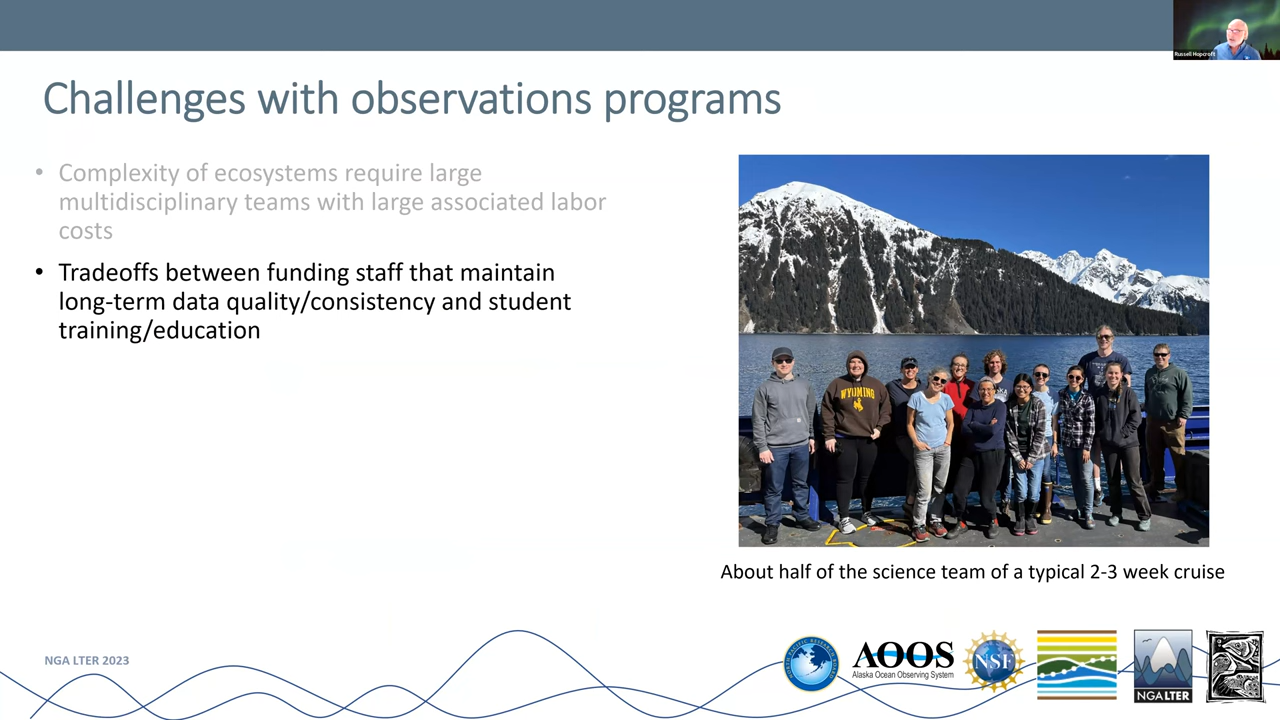 Russell Hopcroft
Challenges with observations programs
• Complexity of ecosystems require large
multidisciplinary teams with large associated labor
costs
• Tradeoffs between funding staff that maintain
long-term data quality/consistency and student
training/education
WYOMING
About half of the science team of a typical 2-3 week cruise
NGA LTER 2023
AOOS
Alaska Ocean Observing System
NSF
NGALTER